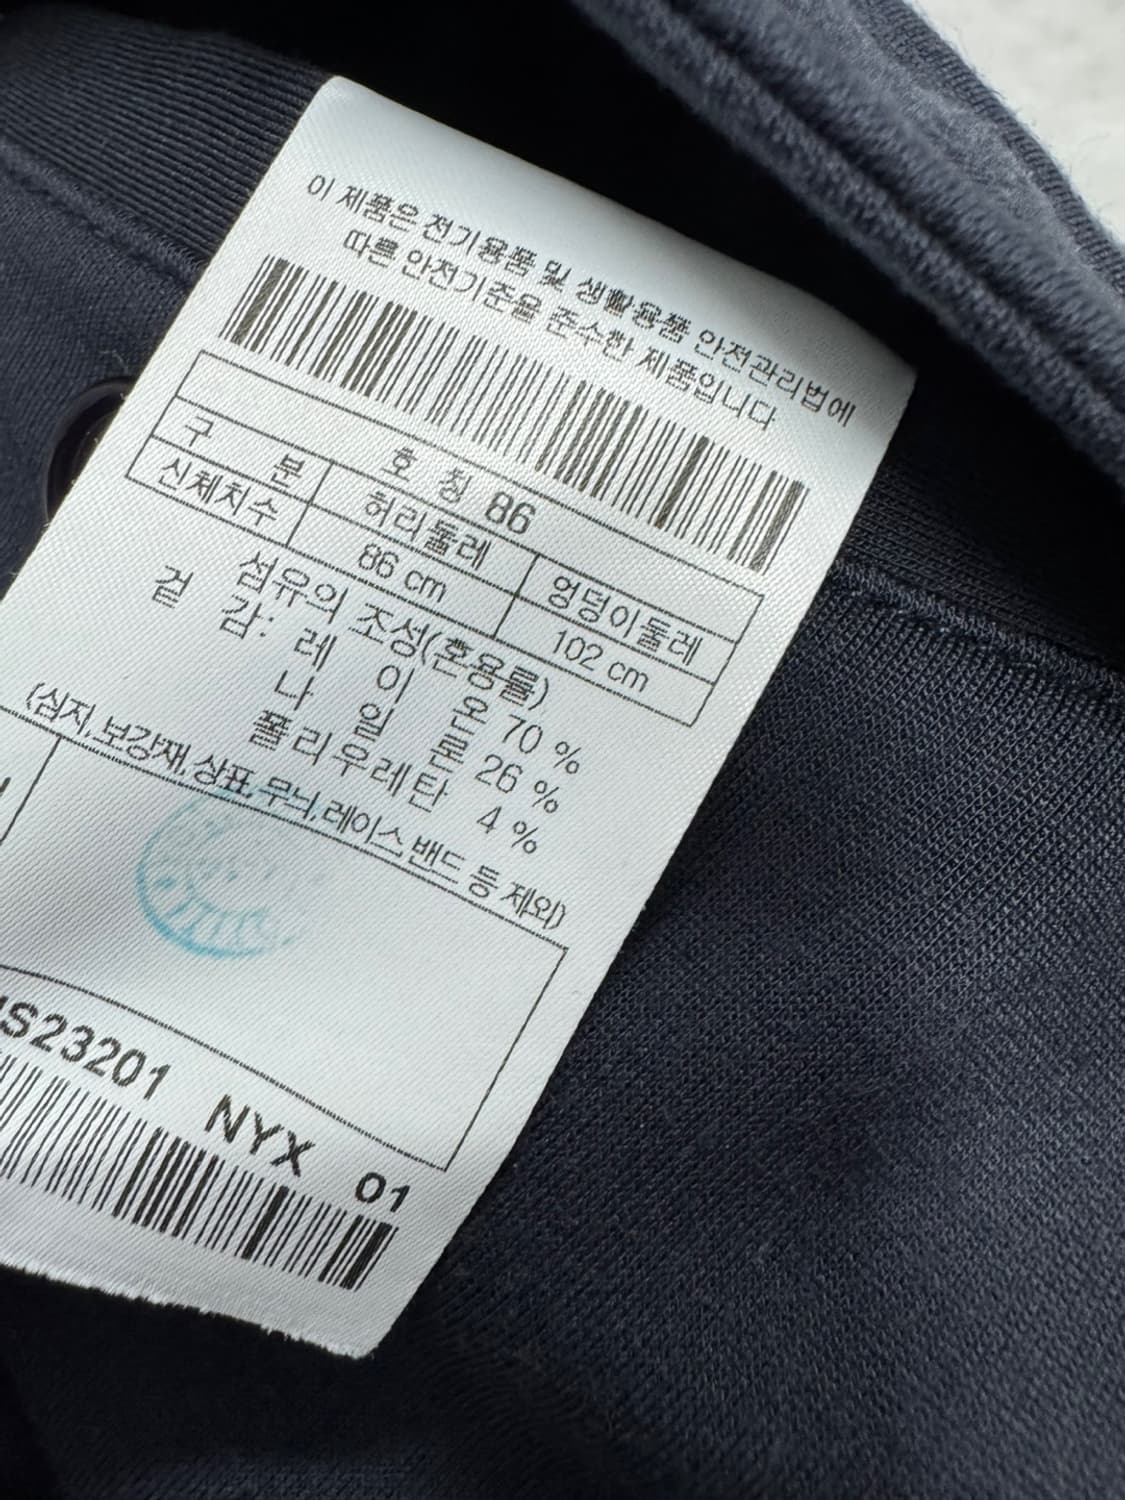 이 제품은 전기용품 및 생활용품 안전관리법에
따른 안전기준을 준수한 제품입니다
호 칭 86
구 분 허리둘레 엉덩이둘레
신체치수 86 cm 102 cm
섬유의 조성(혼용률)
겉 감: 레 이 온 70 %
나 일 론 26 %
폴리우레탄 4 %
(심지,보강재,상표,무늬,레이스,밴드 등 제외)
S23201 NYX 01